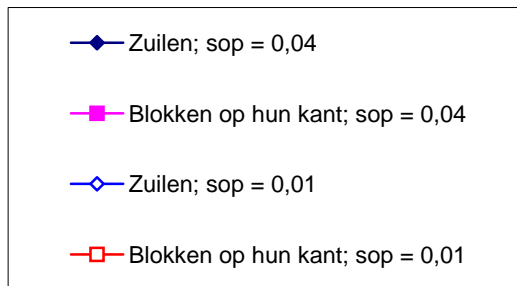 Zuilen; sop = 0,04
Blokken op hun kant; sop = 0,04
Zuilen; sop = 0,01
Blokken op hun kant; sop = 0,01